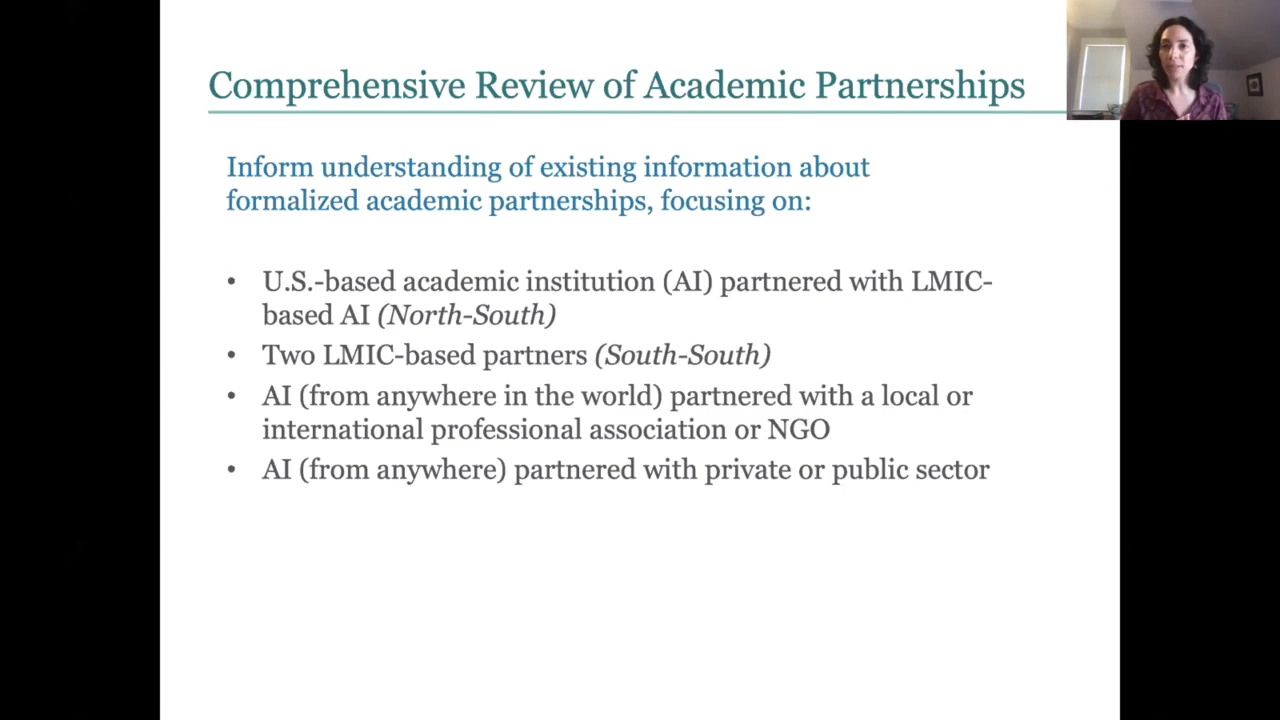 Comprehensive Review of Academic Partnerships
Inform understanding of existing information about
formalized academic partnerships, focusing on:
• U.S.-based academic institution (AI) partnered with LMIC-
based AI (North-South)
• Two LMIC-based partners (South-South)
• AI (from anywhere in the world) partnered with a local or
international professional association or NGO
• AI (from anywhere) partnered with private or public sector